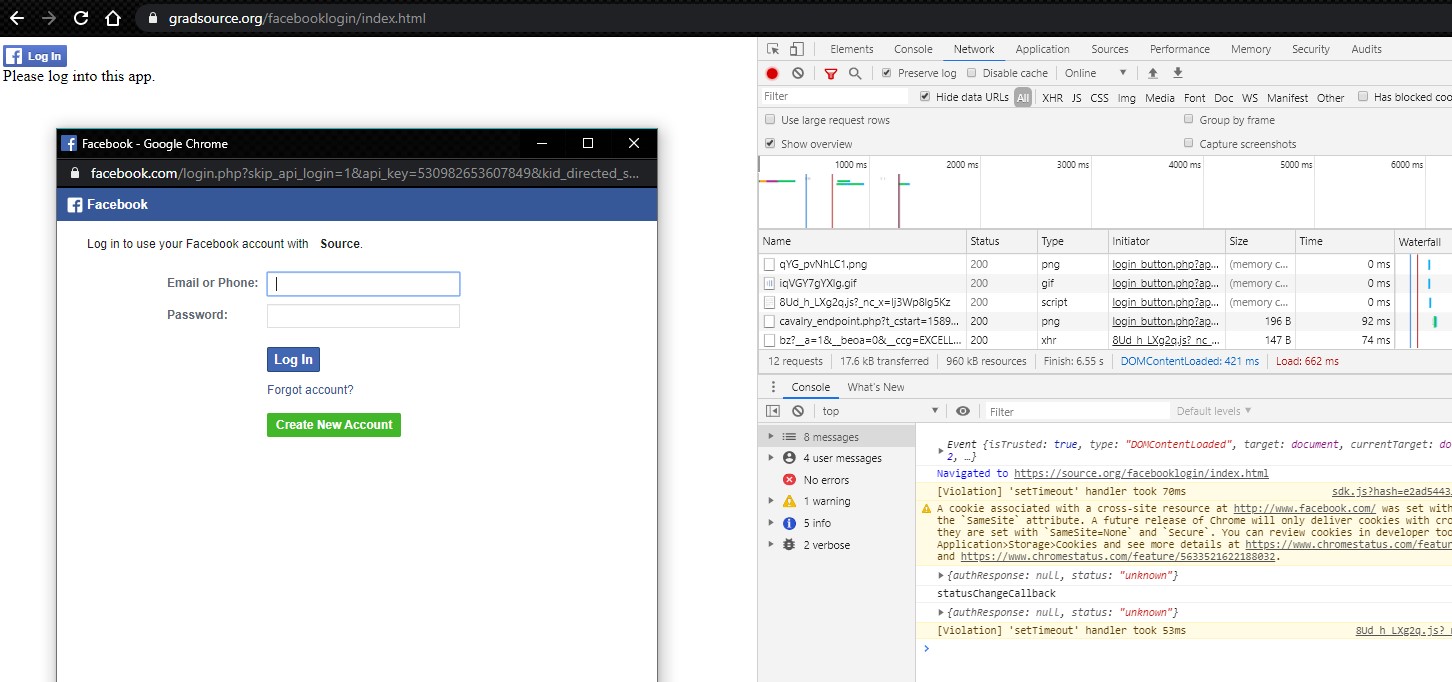 gradsource.org/facebooklogin/index.html
Log In
Please log into this app.
Facebook - Google Chrome
facebook.com/login.php?skip_api_login=1&api_key=530982653607849&kid_directed_s...
Facebook
Log in to use your Facebook account with Source.
Email or Phone:
Password:
Log In
Forgot account?
Create New Account
Elements Console Network Application Sources Performance Memory Security Audits
Preserve log Disable cache Online
Filter Hide data URLs All XHR JS CSS Img Media Font Doc WS Manifest Other Has blocked coo
Use large request rows Group by frame
Show overview Capture screenshots
1000 ms 2000 ms 3000 ms 4000 ms 5000 ms 6000 ms
Name Status Type Initiator Size Time Waterfall
qYG_pvNhLC1.png 200 png login_button.php?ap... (memory c... 0 ms
iqVGY7gYXIg.gif 200 gif login_button.php?ap... (memory c... 0 ms
8Ud_h_LXg2q.js?_nc_x=Ij3Wp8lg5Kz 200 script login_button.php?ap... (memory c... 0 ms
cavalry_endpoint.php?t_cstart=1589... 200 png login_button.php?ap... 196 B 92 ms
bz?__a=1&__beoa=0&__ccg=EXCELL... 200 xhr 8Ud_h_LXg2q.js?_nc_... 147 B 74 ms
12 requests 17.6 kB transferred 960 kB resources Finish: 6.55 s DOMContentLoaded: 421 ms Load: 662 ms
Console What's New
top Filter Default levels
8 messages
4 user messages
No errors
1 warning
5 info
2 verbose
Event {isTrusted: true, type: "DOMContentLoaded", target: document, currentTarget: do
2, …}
Navigated to https://source.org/facebooklogin/index.html
[Violation] 'setTimeout' handler took 70ms sdk.js?hash=e2ad5443
A cookie associated with a cross-site resource at http://www.facebook.com/ was set with
the `SameSite` attribute. A future release of Chrome will only deliver cookies with cro
they are set with `SameSite=None` and `Secure`. You can review cookies in developer too
Application>Storage>Cookies and see more details at https://www.chromestatus.com/featur
and https://www.chromestatus.com/feature/5633521622188032.
{authResponse: null, status: "unknown"}
statusChangeCallback
{authResponse: null, status: "unknown"}
[Violation] 'setTimeout' handler took 53ms 8Ud_h_LXg2q.js?_